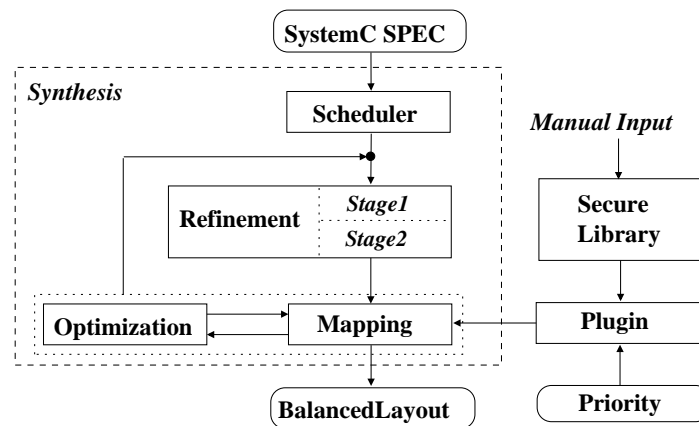 SystemC SPEC
Synthesis
Scheduler
Manual Input
Refinement
Stage1
Stage2
Secure
Library
Optimization
Mapping
Plugin
BalancedLayout
Priority